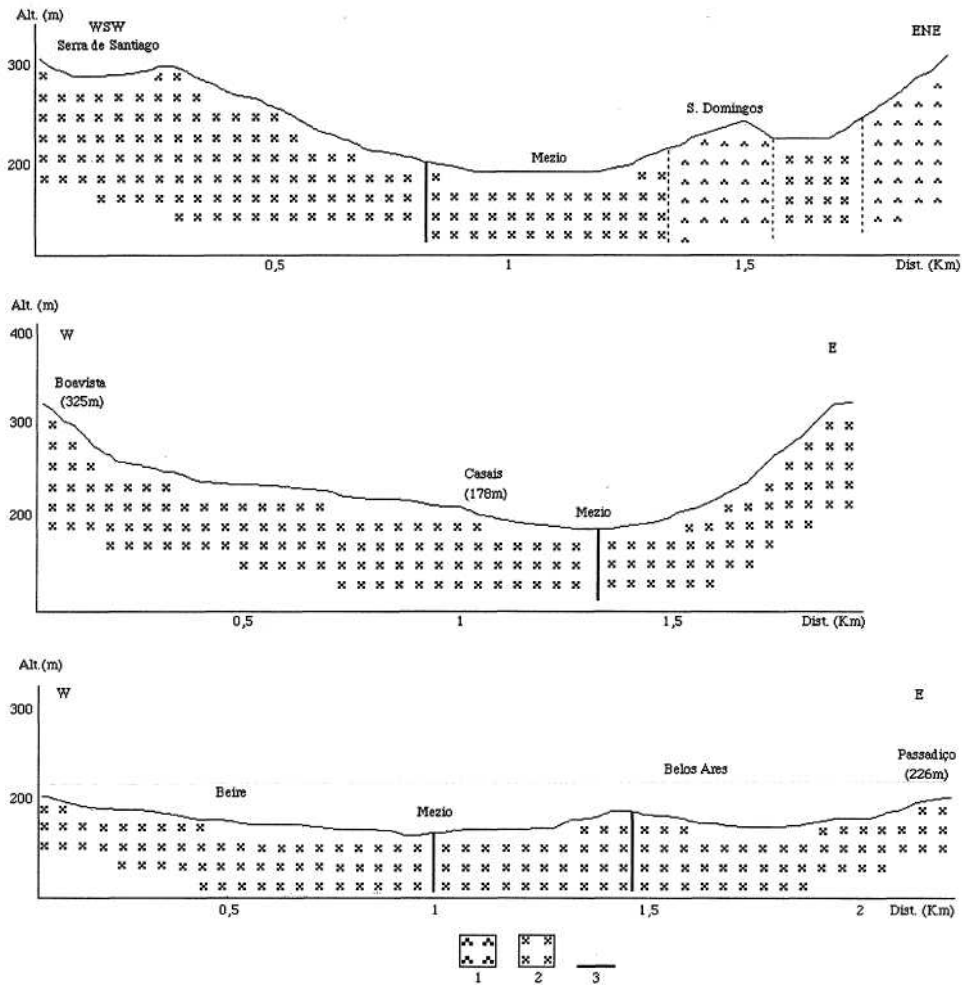 Alt. (m)
WSW
Serra de Santiago
ENE
300
S. Domingos
200
Mezio
0,5
1
1,5
Dist. (Km)
Alt. (m)
400
W
E
Boavista
(325m)
300
Casais
(178m)
200
Mezio
0,5
1
1,5
Dist. (Km)
Alt. (m)
W
E
300
Passadiço
(226m)
Belos Ares
200
Beire
Mezio
0,5
1
1,5
2
Dist. (Km)
1
2
3